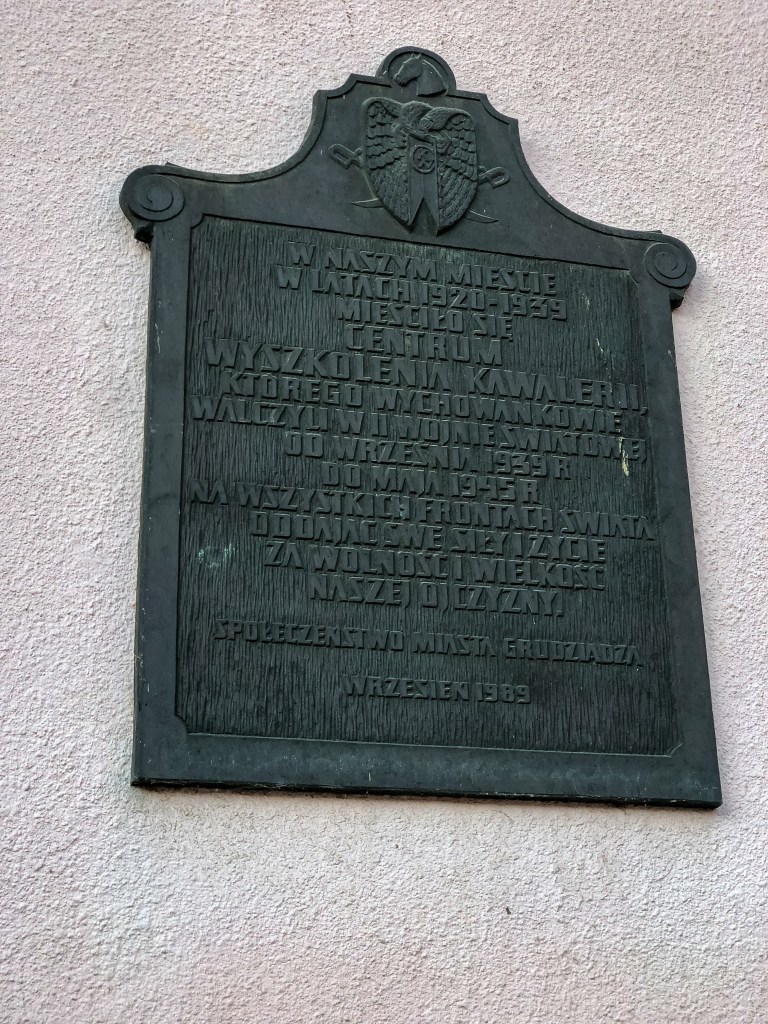 W NASZYM MIEŚCIE
W LATACH 1920-1939
MIEŚCIŁO SIĘ
CENTRUM
WYSZKOLENIA KAWALERII,
KTÓREGO WYCHOWANKOWIE
WALCZYLI W II WOJNIE ŚWIATOWEJ
OD WRZEŚNIA 1939 R
DO MAJA 1945 R
NA WSZYSTKICH FRONTACH ŚWIATA
ODDAJĄC SWE SIŁY I ŻYCIE
ZA WOLNOŚĆ I WIELKOŚĆ
NASZEJ OJCZYZNY.
SPOŁECZEŃSTWO MIASTA GRUDZIĄDZA
WRZESIEŃ 1989